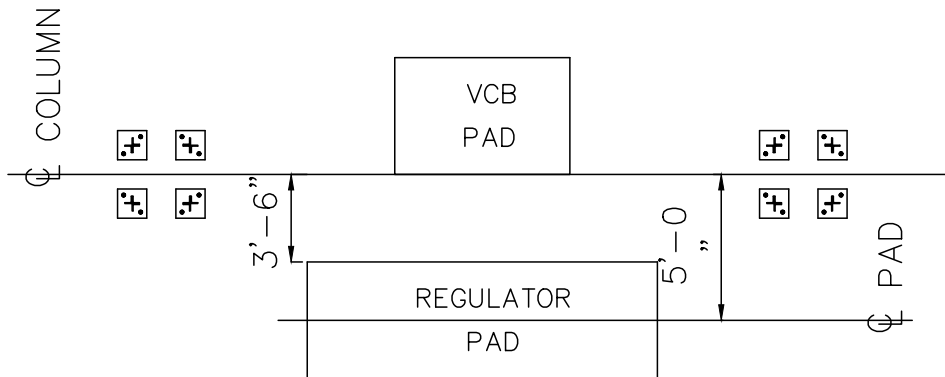 ℄ COLUMN
VCB
PAD
3'-6"
5'-0
"
REGULATOR
PAD
℄ PAD